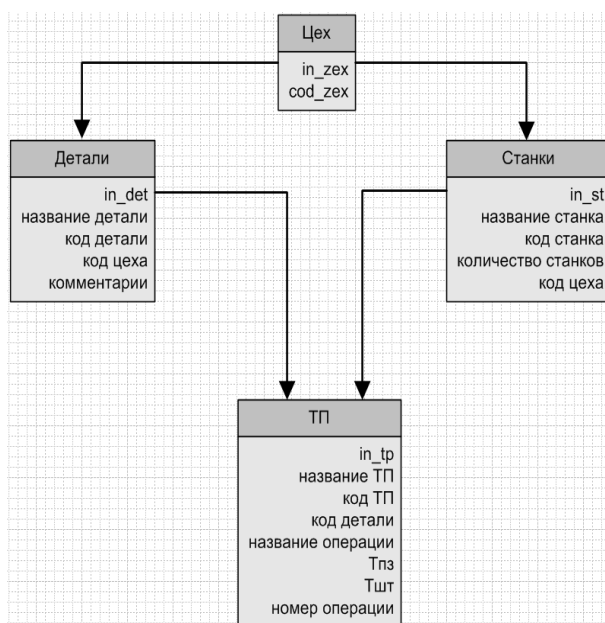 Цех
in_zex
cod_zex
Детали
in_det
название детали
код детали
код цеха
комментарии
Станки
in_st
название станка
код станка
количество станков
код цеха
ТП
in_tp
название ТП
код ТП
код детали
название операции
Тпз
Тшт
номер операции